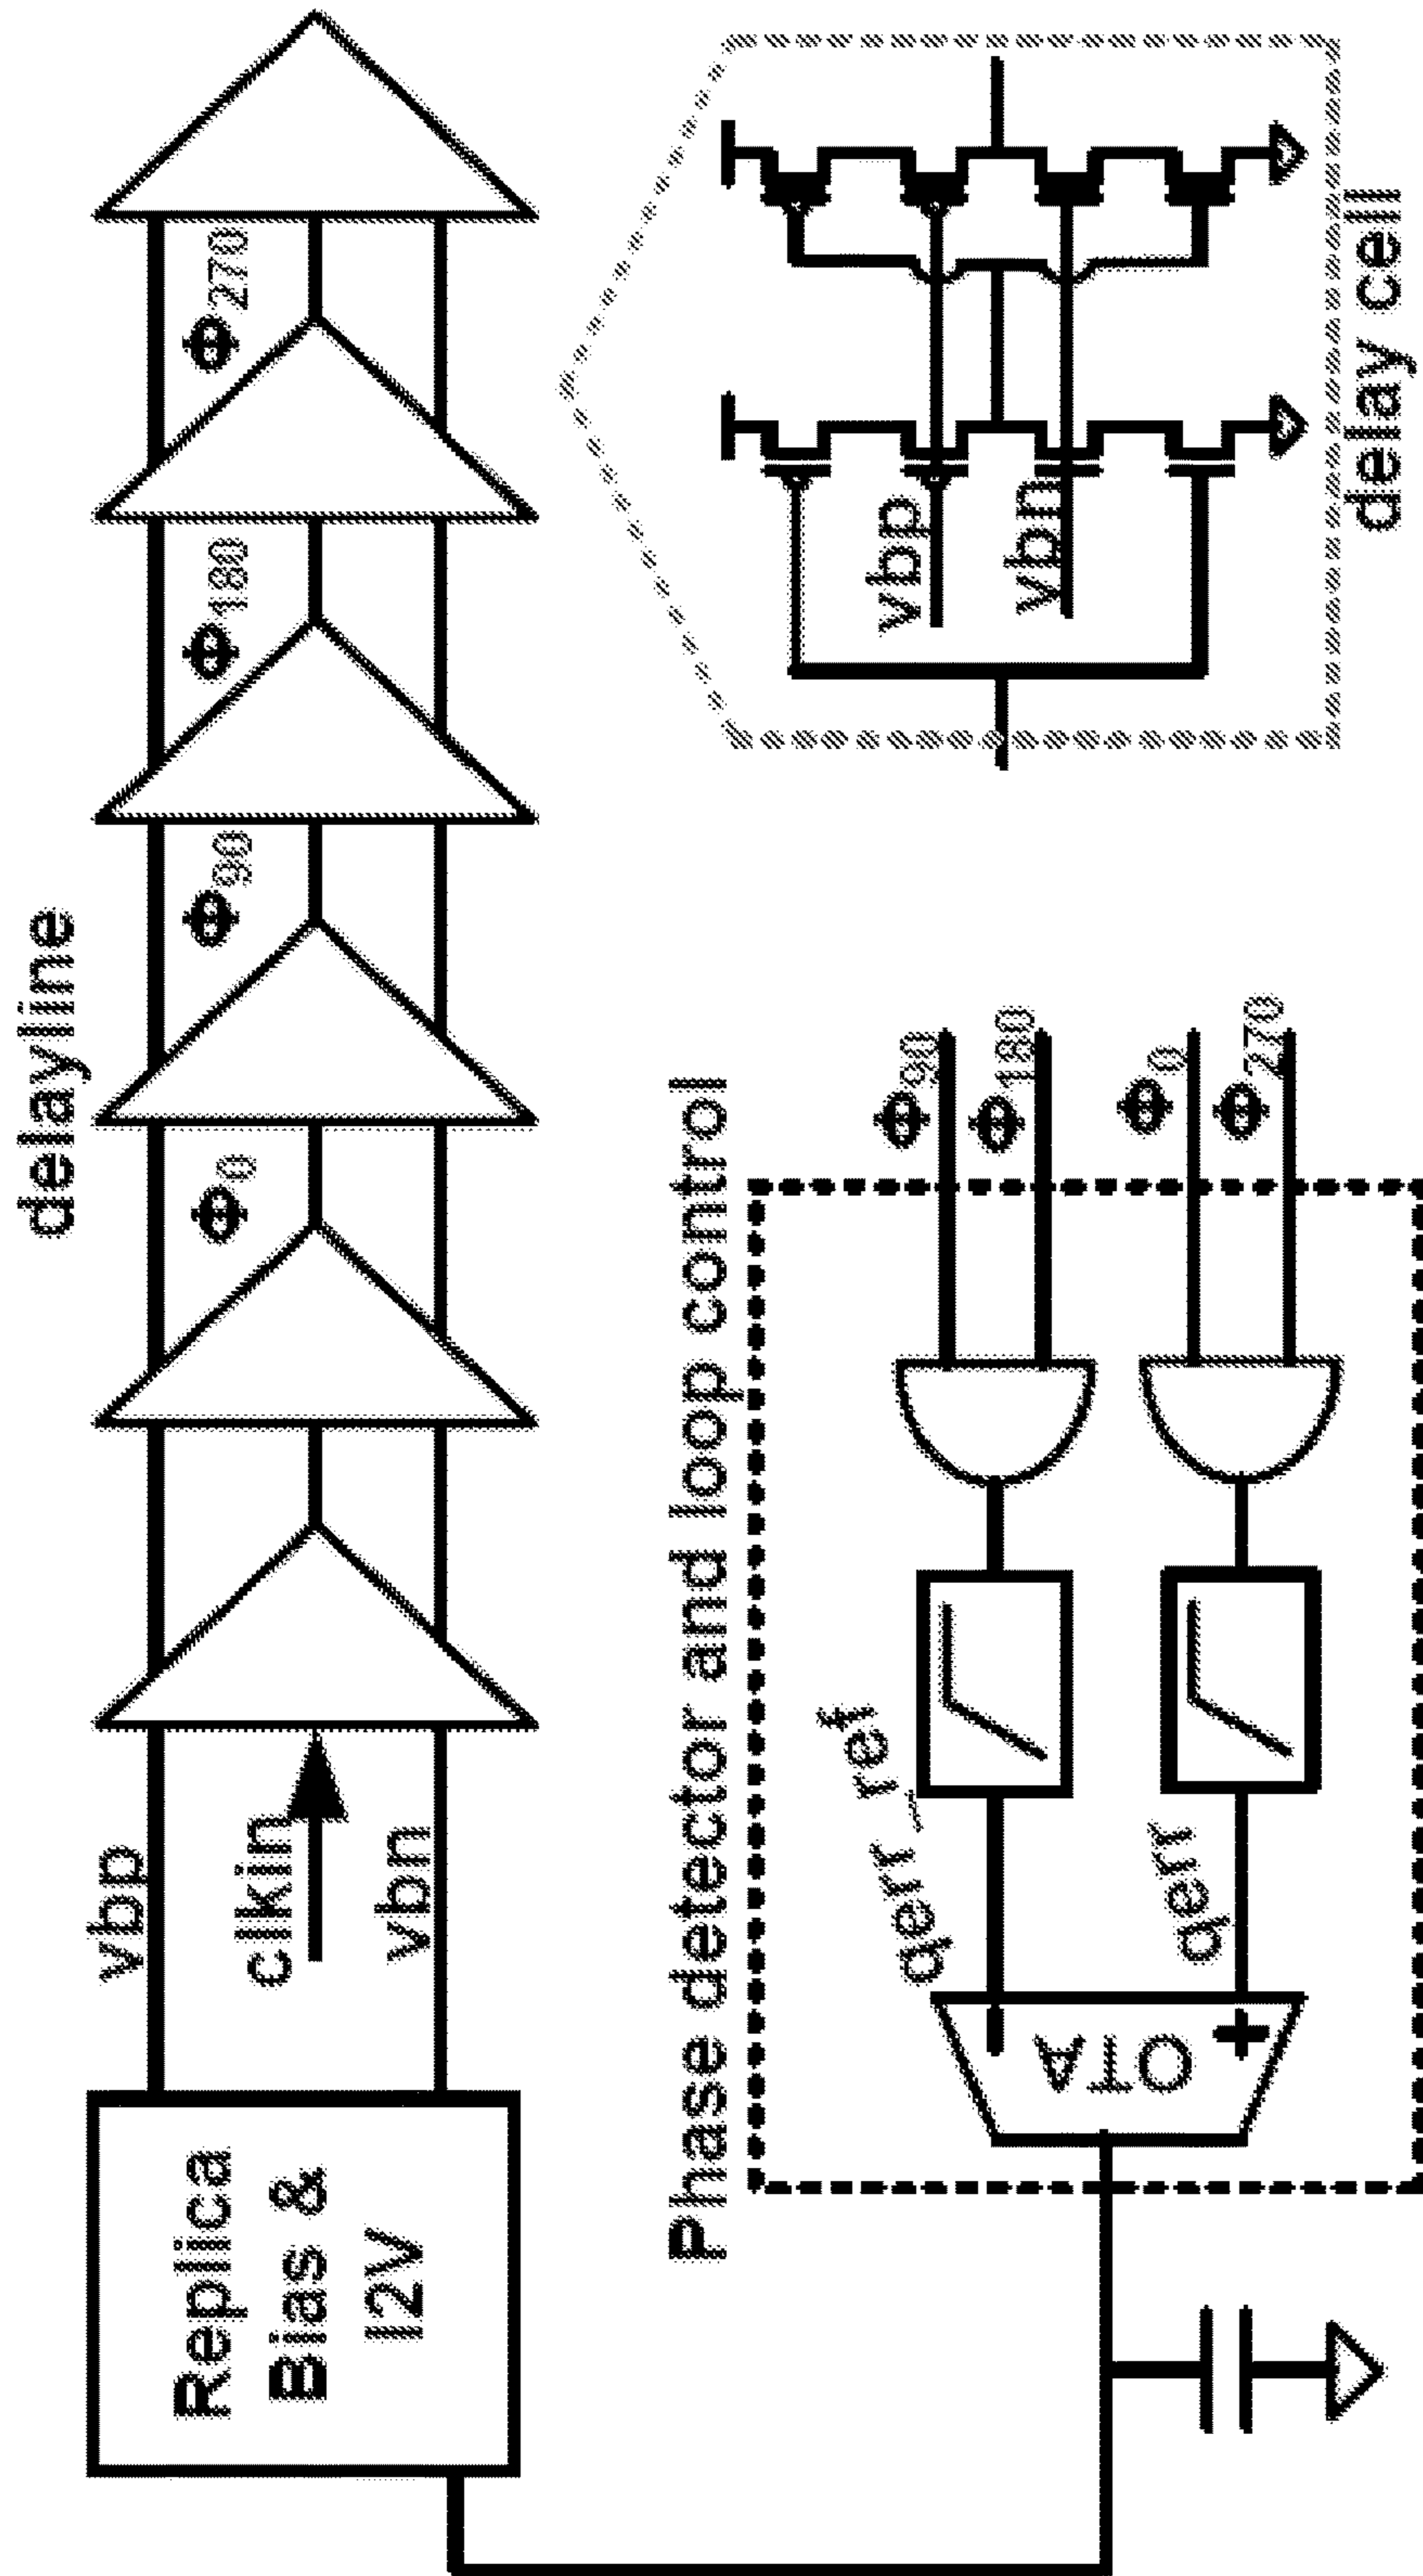 delayline
vbp
clkin
vbn
Φ0
Φ90
Φ180
Φ270
Replica
Bias &
I2V
Phase detector and loop control
qerr_ref
qerr
OTA
−
+
Φ90
Φ180
Φ0
Φ270
vbp
vbn
delay cell